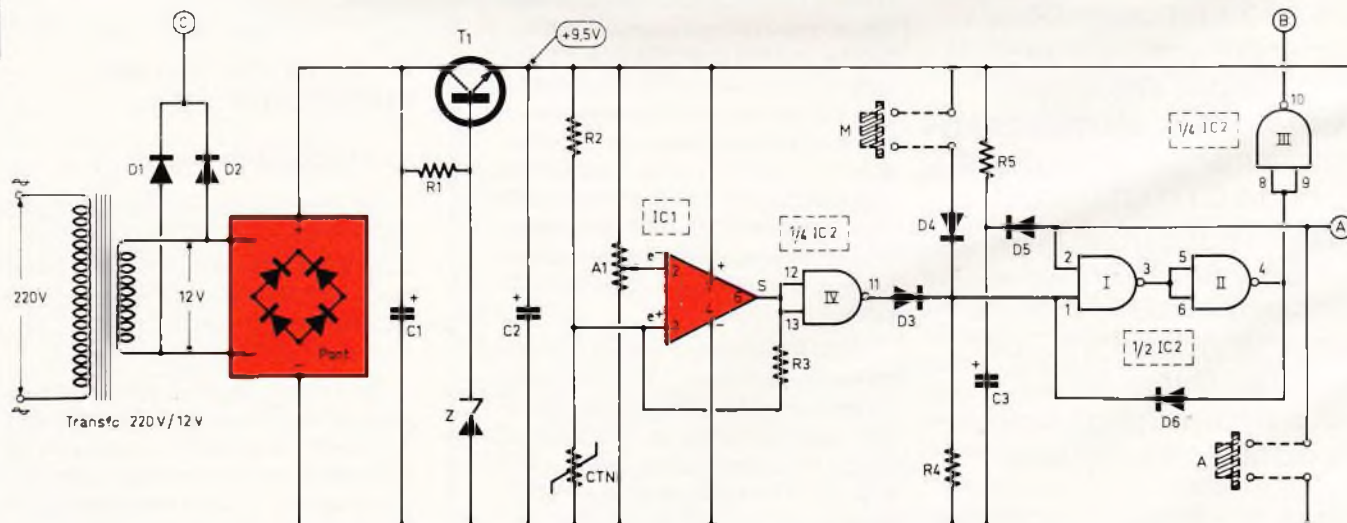 C
T1
+9,5V
B
10
1/4 IC2
III
8
9
M
R2
R5
D1
D2
R1
IC1
1/4 IC2
D4
D5
A
220V
12V
+
Pont
−
+
C1
+
C2
A1
e−
2
e+
3
+
4
−
6
S
12
13
IV
11
D3
2
1
I
3
5
6
II
4
1/2 IC2
R3
+
C3
D6
Z
CTN
R4
A
Transfo 220V/12V